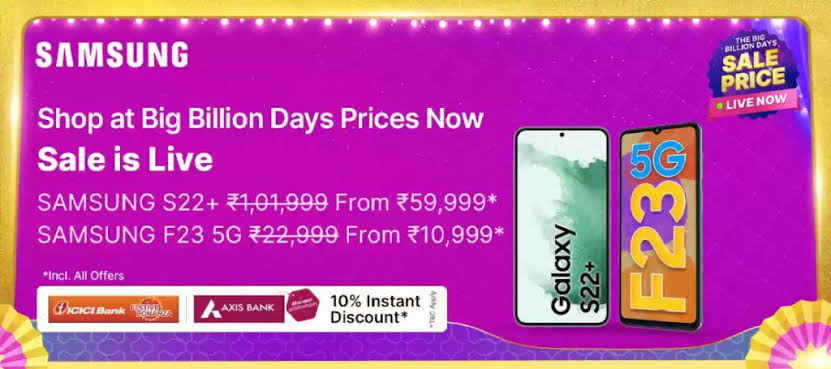 SAMSUNG
THE BIG
BILLION DAYS
SALE
PRICE
LIVE NOW
Shop at Big Billion Days Prices Now
Sale is Live
SAMSUNG S22+ ₹1,01,999 From ₹59,999*
SAMSUNG F23 5G ₹22,999 From ₹10,999*
*Incl. All Offers
ICICI Bank
FESTIVE
BONANZA
AXIS BANK
10% Instant
Discount*
*T&C Apply
Galaxy
S22+
5G
F23